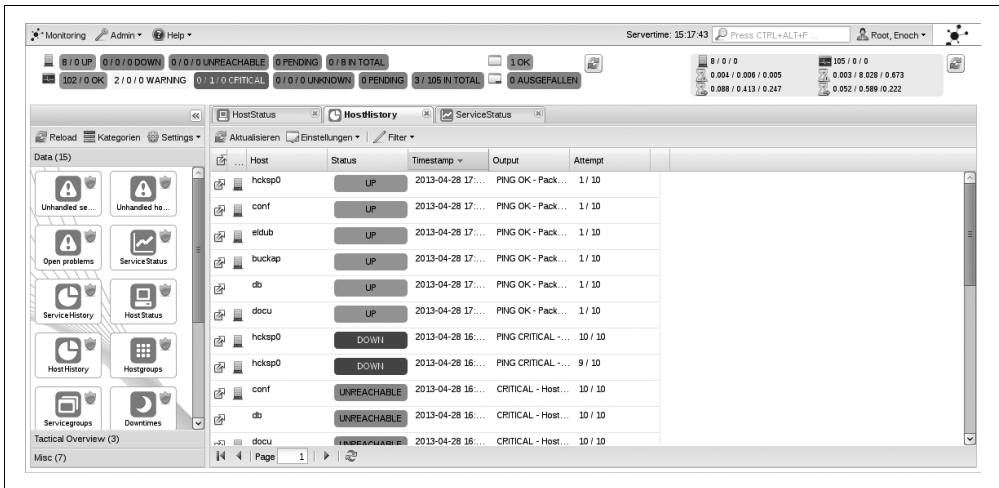 Monitoring Admin Help Servertime: 15:17:43 Press CTRL+ALT+F ... Root, Enoch
8 / 0 UP 0 / 0 / 0 DOWN 0 / 0 / 0 UNREACHABLE 0 PENDING 0 / 8 IN TOTAL 1 OK 8 / 0 / 0 105 / 0 / 0
102 / 0 OK 2 / 0 / 0 WARNING 0 / 1 / 0 CRITICAL 0 / 0 / 0 UNKNOWN 0 PENDING 3 / 105 IN TOTAL 0 AUSGEFALLEN 0.004 / 0.006 / 0.005 0.003 / 8.028 / 0.673
0.088 / 0.413 / 0.247 0.052 / 0.589 /0.222
HostStatus HostHistory ServiceStatus
Reload Kategorien Settings Aktualisieren Einstellungen Filter
Data (15) ... Host Status Timestamp Output Attempt
hcksp0 UP 2013-04-28 17:... PING OK - Pack... 1 / 10
Unhandled se... Unhandled ho... conf UP 2013-04-28 17:... PING OK - Pack... 1 / 10
eldub UP 2013-04-28 17:... PING OK - Pack... 1 / 10
Open problems ServiceStatus buckap UP 2013-04-28 17:... PING OK - Pack... 1 / 10
db UP 2013-04-28 17:... PING OK - Pack... 1 / 10
ServiceHistory HostStatus docu UP 2013-04-28 17:... PING OK - Pack... 1 / 10
hcksp0 DOWN 2013-04-28 16:... PING CRITICAL -... 10 / 10
HostHistory Hostgroups hcksp0 DOWN 2013-04-28 16:... PING CRITICAL -... 9 / 10
conf UNREACHABLE 2013-04-28 16:... CRITICAL - Host... 10 / 10
Servicegroups Downtimes db UNREACHABLE 2013-04-28 16:... CRITICAL - Host... 10 / 10
Tactical Overview (3) docu UNREACHABLE 2013-04-28 16:... CRITICAL - Host... 10 / 10
Misc (7) Page 1